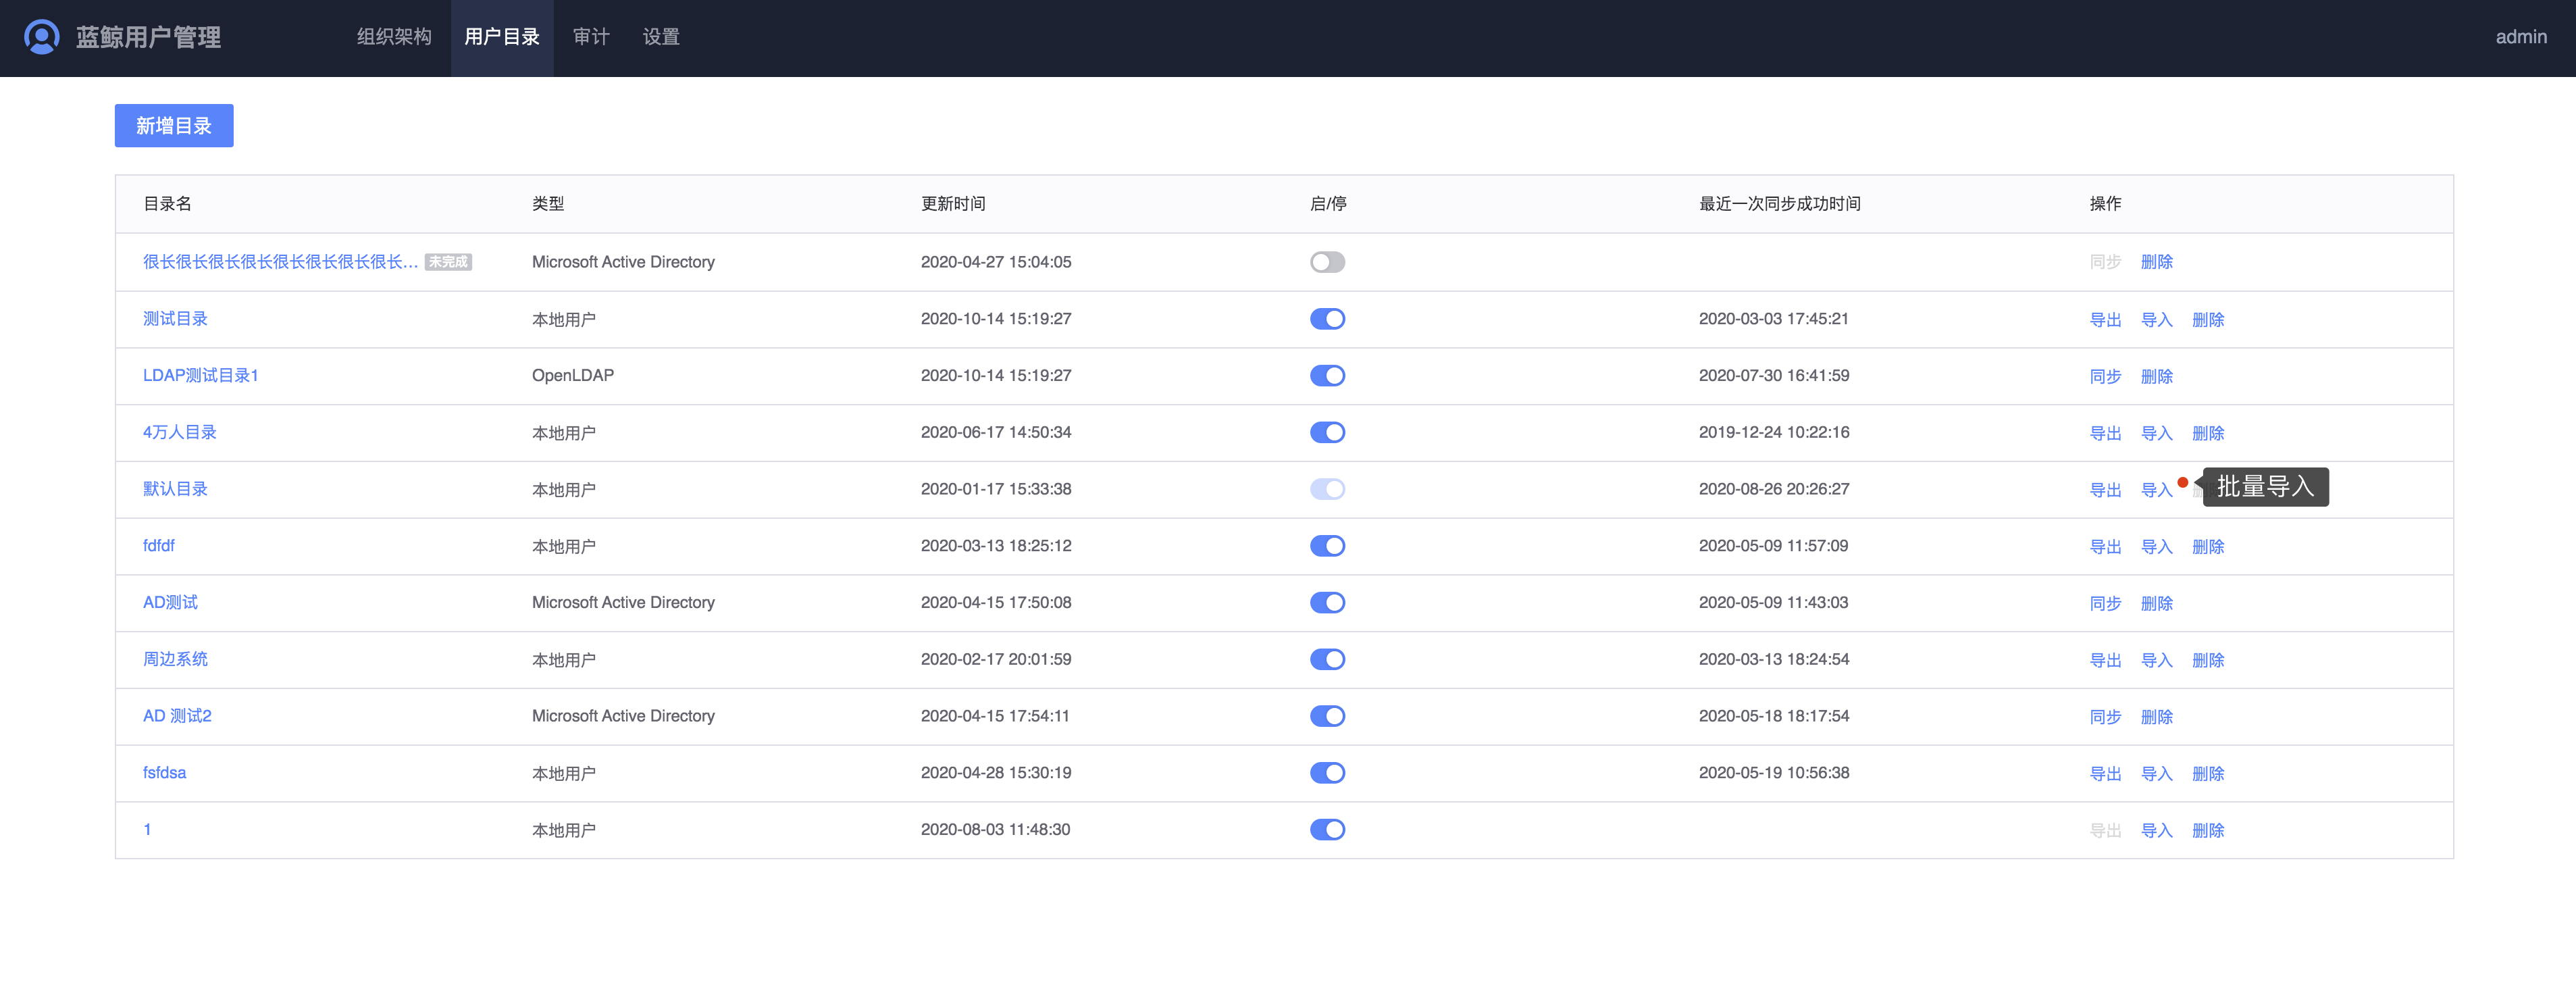 蓝鲸用户管理 组织架构 用户目录 审计 设置 admin
新增目录
目录名 类型 更新时间 启/停 最近一次同步成功时间 操作
很长很长很长很长很长很长很长很长... 未完成 Microsoft Active Directory 2020-04-27 15:04:05 同步 删除
测试目录 本地用户 2020-10-14 15:19:27 2020-03-03 17:45:21 导出 导入 删除
LDAP测试目录1 OpenLDAP 2020-10-14 15:19:27 2020-07-30 16:41:59 同步 删除
4万人目录 本地用户 2020-06-17 14:50:34 2019-12-24 10:22:16 导出 导入 删除
默认目录 本地用户 2020-01-17 15:33:38 2020-08-26 20:26:27 导出 导入 批量导入
fdfdf 本地用户 2020-03-13 18:25:12 2020-05-09 11:57:09 导出 导入 删除
AD测试 Microsoft Active Directory 2020-04-15 17:50:08 2020-05-09 11:43:03 同步 删除
周边系统 本地用户 2020-02-17 20:01:59 2020-03-13 18:24:54 导出 导入 删除
AD 测试2 Microsoft Active Directory 2020-04-15 17:54:11 2020-05-18 18:17:54 同步 删除
fsfdsa 本地用户 2020-04-28 15:30:19 2020-05-19 10:56:38 导出 导入 删除
1 本地用户 2020-08-03 11:48:30 导出 导入 删除